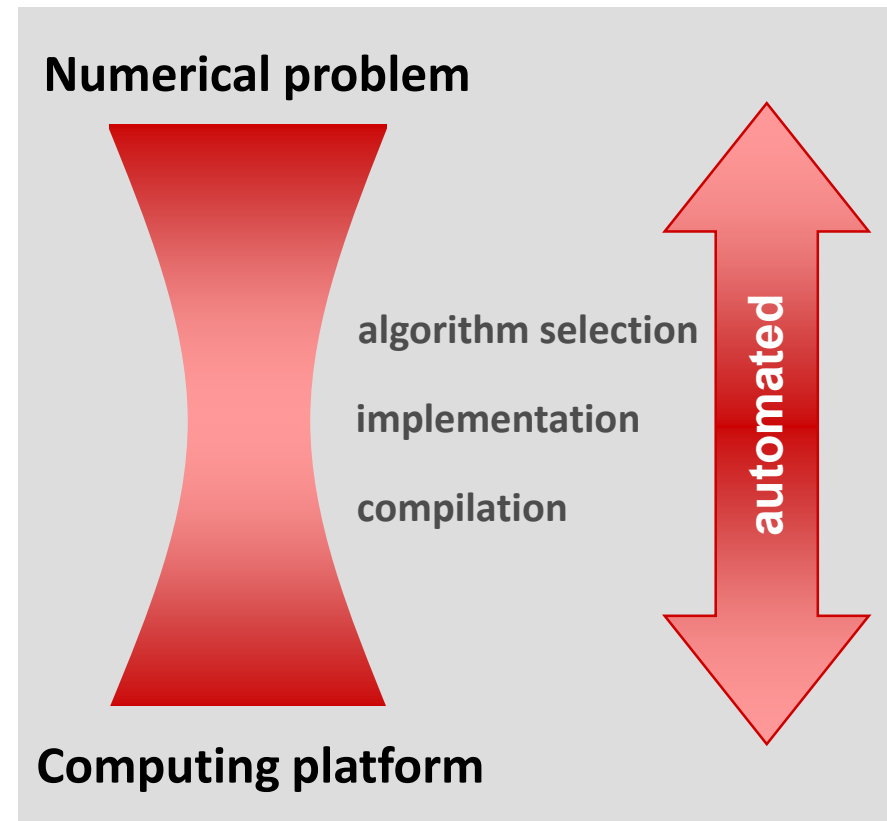 Numerical problem
algorithm selection
implementation
compilation
automated
Computing platform